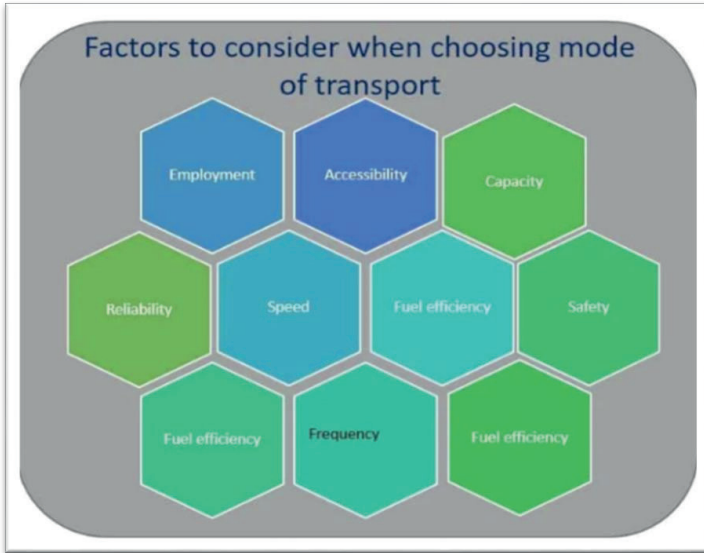 Factors to consider when choosing mode
of transport
Employment
Accessibility
Capacity
Reliability
Speed
Fuel efficiency
Safety
Fuel efficiency
Frequency
Fuel efficiency